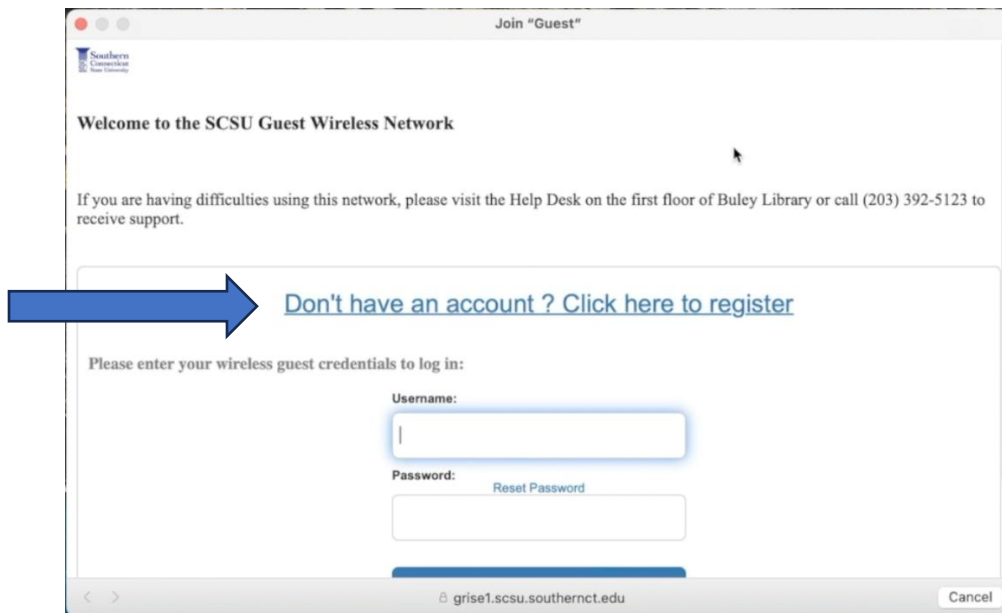 Join "Guest"
Southern
Connecticut
State University
Welcome to the SCSU Guest Wireless Network
If you are having difficulties using this network, please visit the Help Desk on the first floor of Buley Library or call (203) 392-5123 to
receive support.
Don't have an account ? Click here to register
Please enter your wireless guest credentials to log in:
Username:
Password:
Reset Password
grise1.scsu.southernct.edu
Cancel